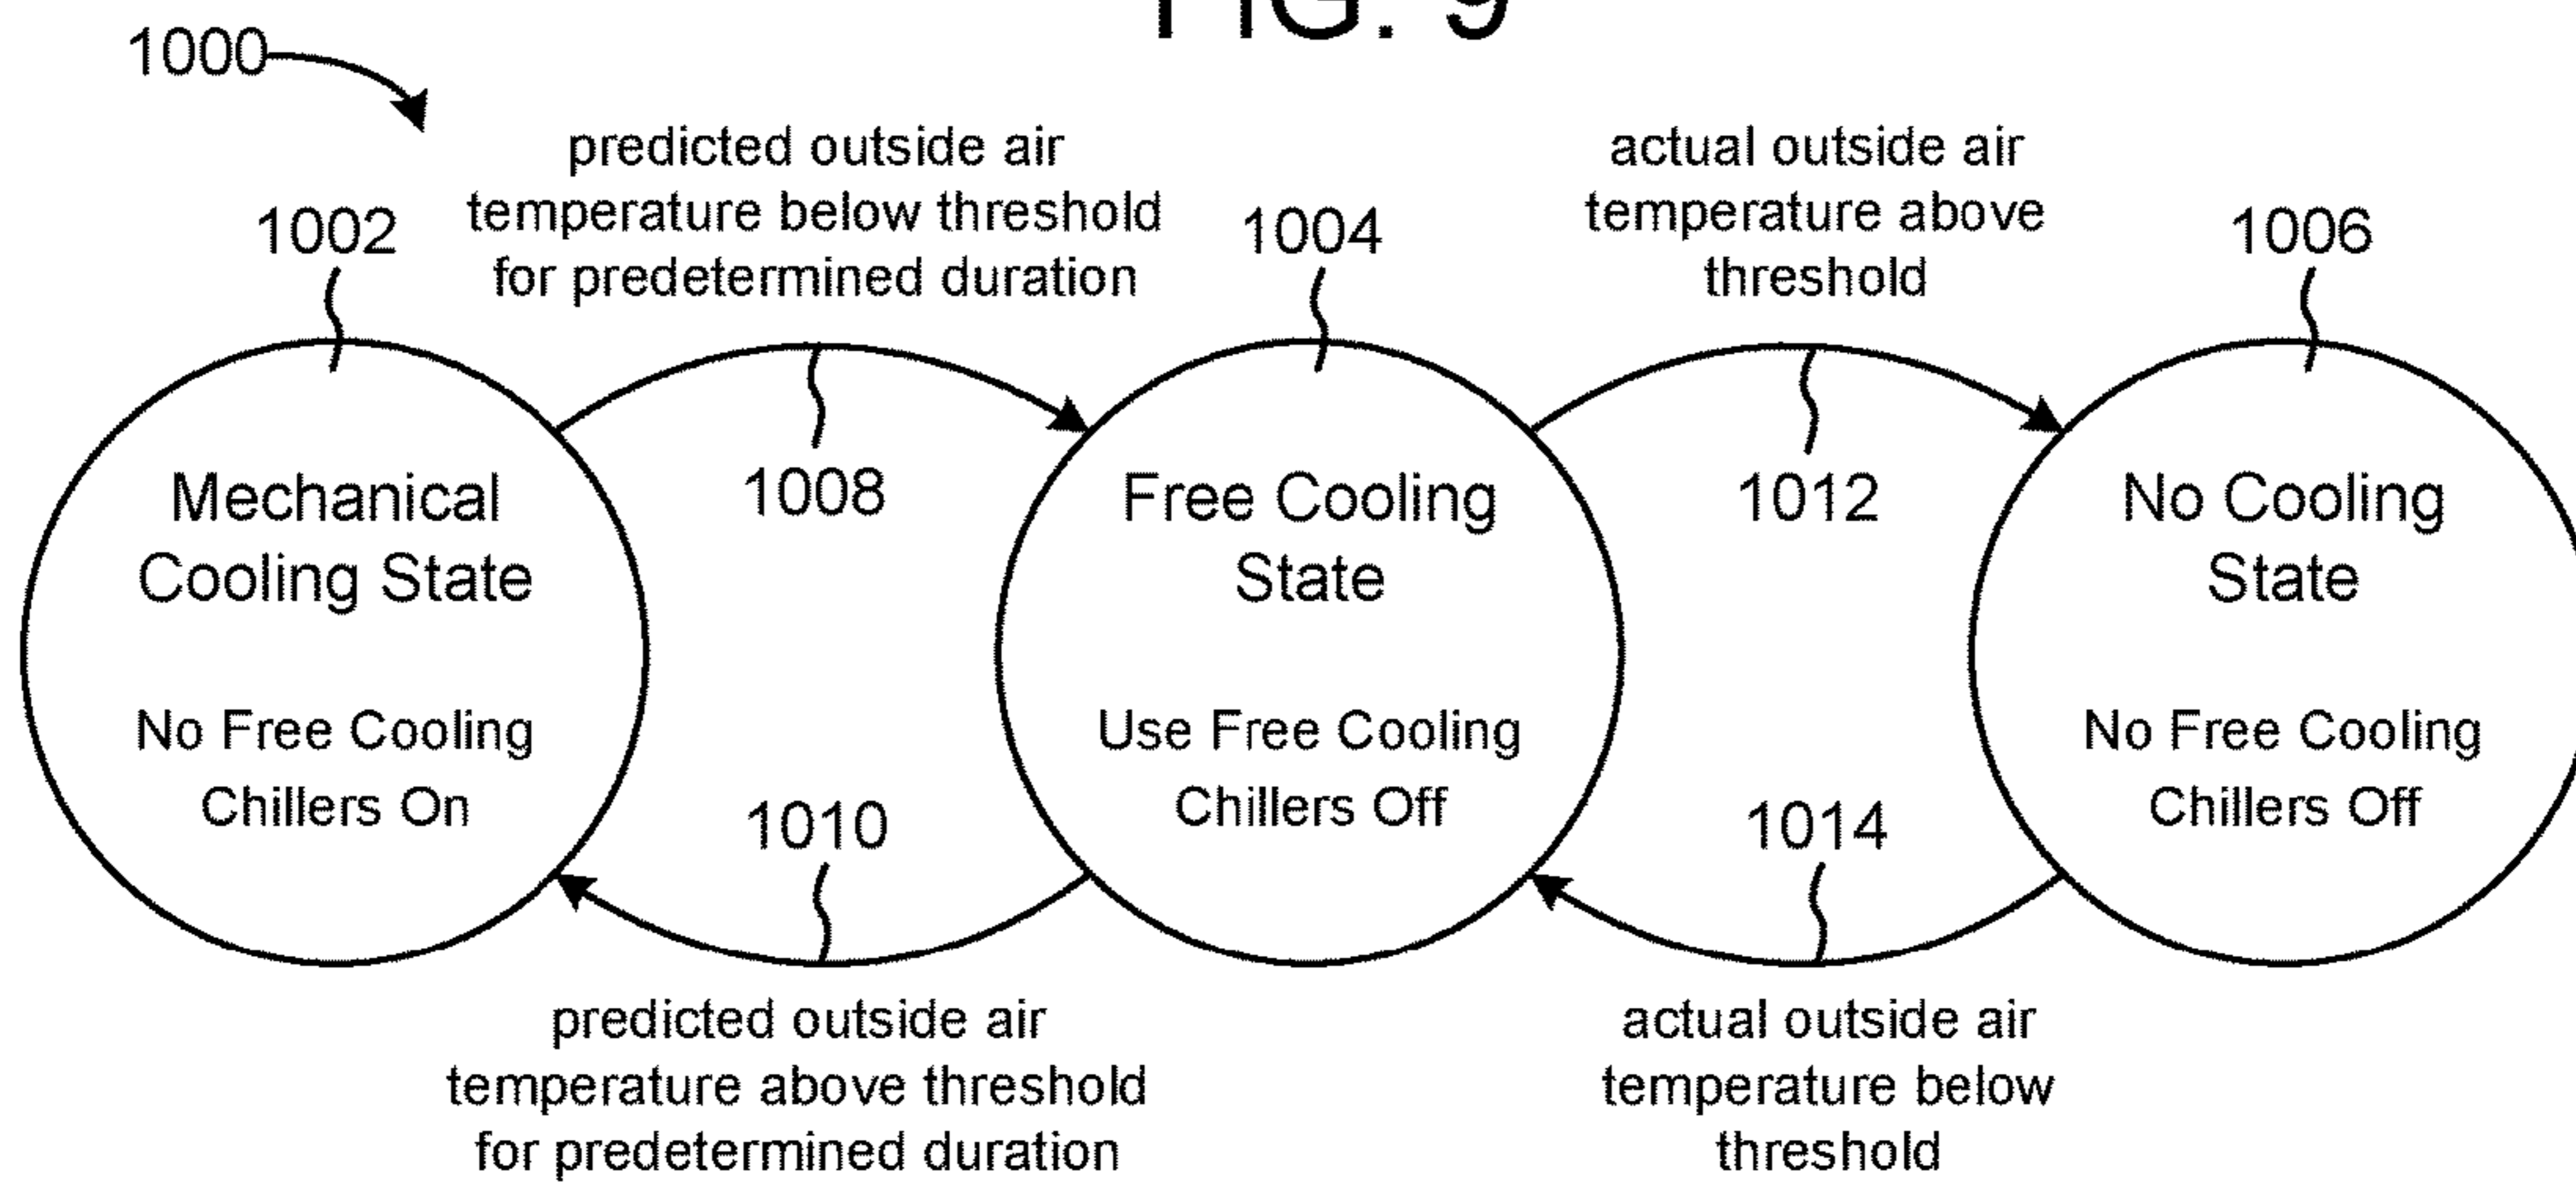 FIG. 9
1000
predicted outside air
temperature below threshold
for predetermined duration
actual outside air
temperature above
threshold
1002
1004
1006
1008
1012
Mechanical
Cooling State
No Free Cooling
Chillers On
Free Cooling
State
Use Free Cooling
Chillers Off
No Cooling
State
No Free Cooling
Chillers Off
1010
1014
predicted outside air
temperature above threshold
for predetermined duration
actual outside air
temperature below
threshold